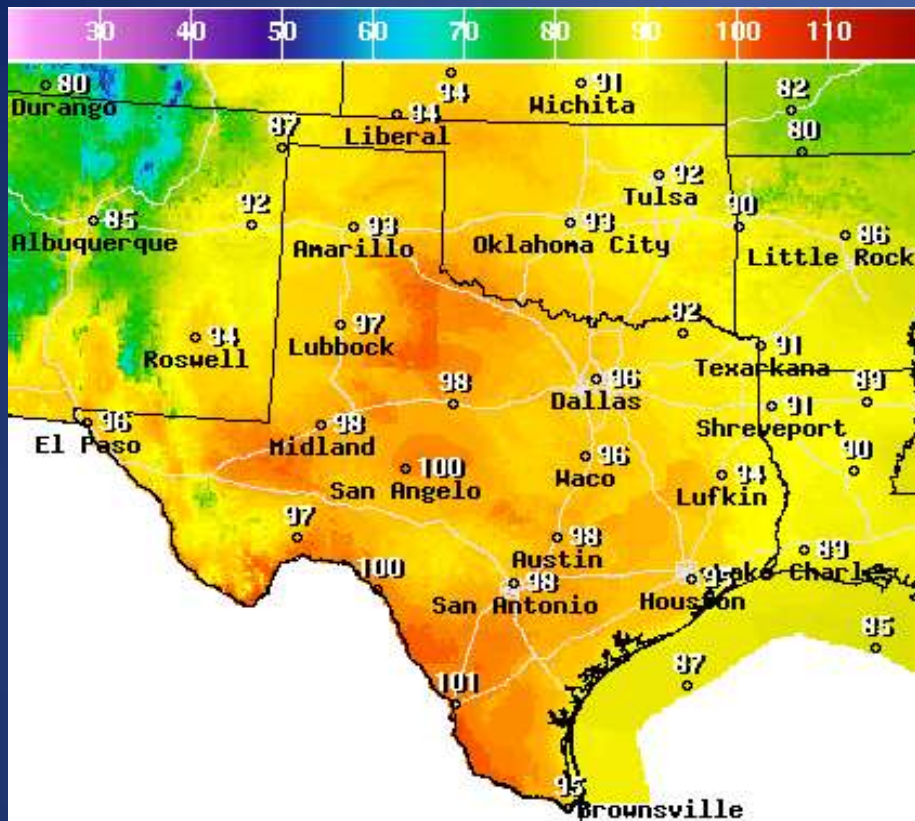 30 40 50 60 70 80 90 100 110
80
Durango
94
91
Wichita
82
94
Liberal
87
80
92
Tulsa
85
Albuquerque
92
93
Amarillo
93
Oklahoma City
90
86
Little Rock
94
Roswell
97
Lubbock
92
91
Texarkana
96
El Paso
98
Midland
98
96
Dallas
91
Shreveport
89
100
San Angelo
96
Waco
94
Lufkin
90
97
98
Austin
89
Lake Charles
100
98
San Antonio
95
Houston
85
87
101
95
Brownsville